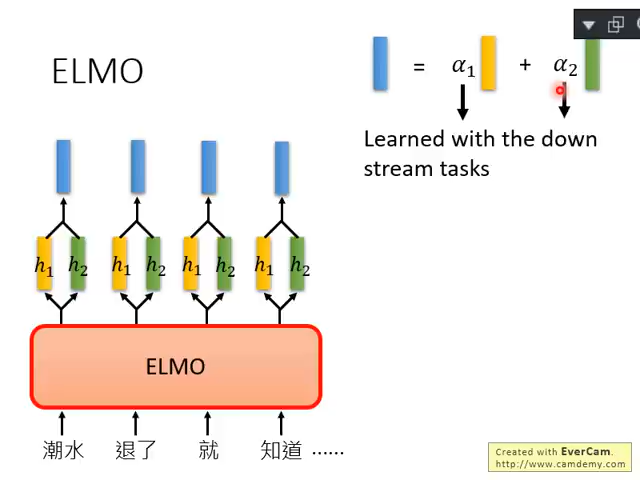 ELMO
= α₁ + α₂
Learned with the down
stream tasks
h₁ h₂ h₁ h₂ h₁ h₂ h₁ h₂
ELMO
潮水 退了 就 知道 ......
Created with EverCam.
http://www.camdemy.com